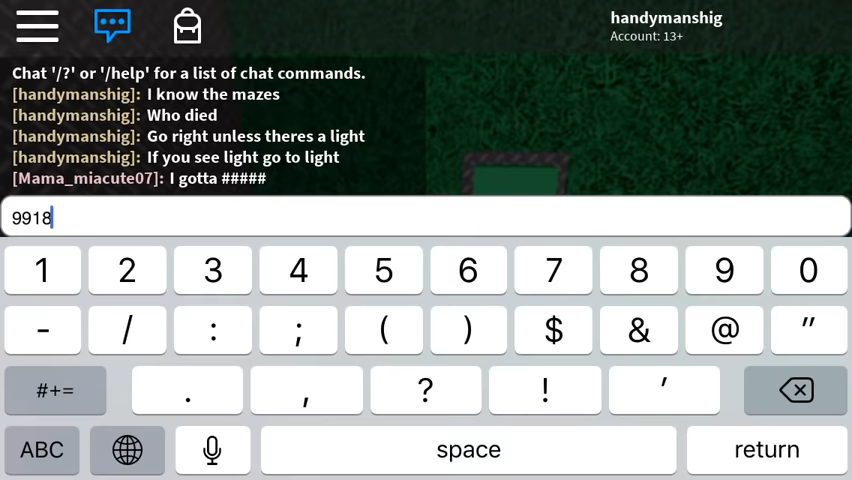 handymanshig
Account: 13+
Chat '/?' or '/help' for a list of chat commands.
[handymanshig]: I know the mazes
[handymanshig]: Who died
[handymanshig]: Go right unless theres a light
[handymanshig]: If you see light go to light
[Mama_miacute07]: I gotta #####
9918
1 2 3 4 5 6 7 8 9 0
- / : ; ( ) $ & @ "
#+= . , ? ! '
ABC space return